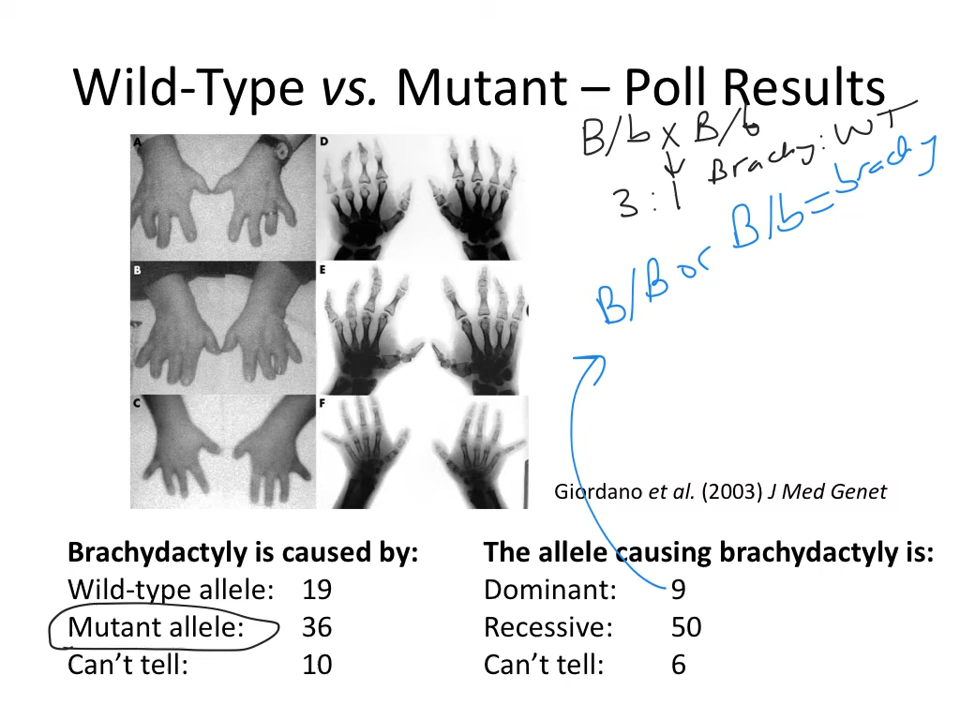 Wild-Type vs. Mutant – Poll Results
B/b x B/b
3 : 1 Brachy : WT
B/B or B/b = brachy
A
D
B
E
C
F
Giordano et al. (2003) J Med Genet
Brachydactyly is caused by:
Wild-type allele: 19
Mutant allele: 36
Can't tell: 10
The allele causing brachydactyly is:
Dominant: 9
Recessive: 50
Can't tell: 6